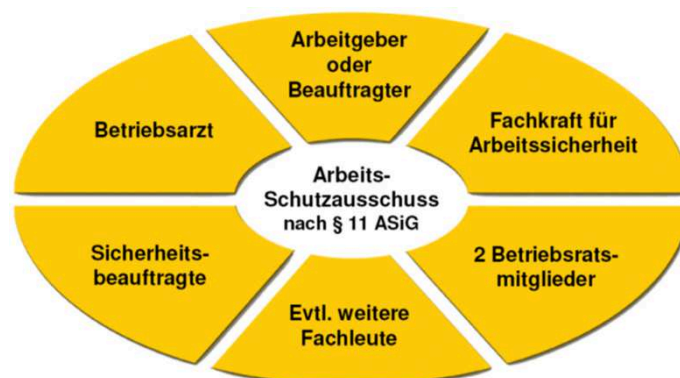 Arbeitgeber
oder
Beauftragter
Betriebsarzt
Fachkraft für
Arbeitssicherheit
Arbeits-
Schutzausschuss
nach § 11 ASiG
Sicherheits-
beauftragte
2 Betriebsrats-
mitglieder
Evtl. weitere
Fachleute